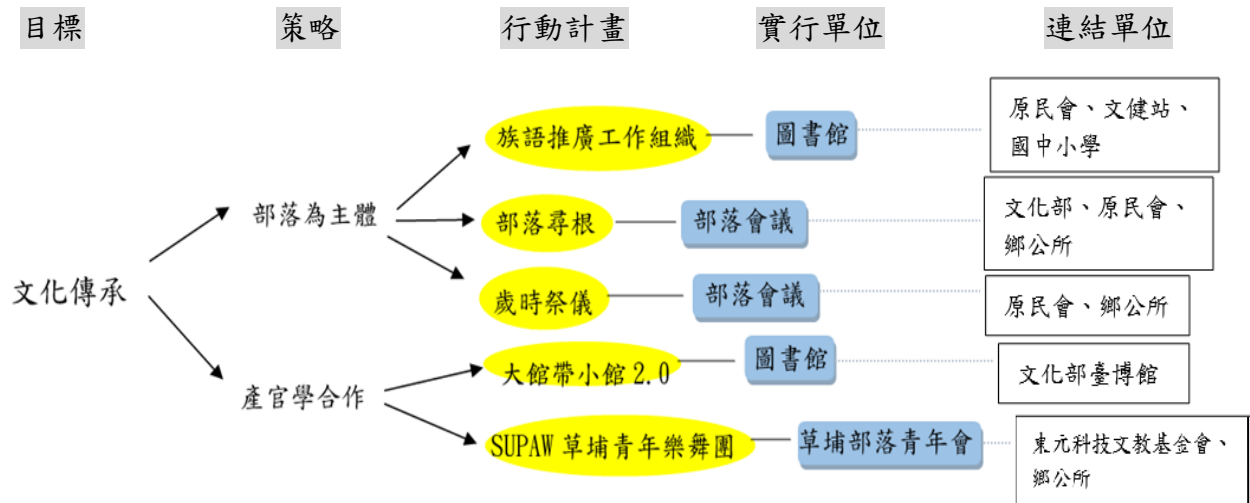 目標
策略
行動計畫
實行單位
連結單位
文化傳承
部落為主體
族語推廣工作組織
圖書館
原民會、文健站、
國中小學
部落尋根
部落會議
文化部、原民會、
鄉公所
歲時祭儀
部落會議
原民會、鄉公所
產官學合作
大館帶小館 2.0
圖書館
文化部臺博館
SUPAW 草埔青年樂舞團
草埔部落青年會
東元科技文教基金會、
鄉公所